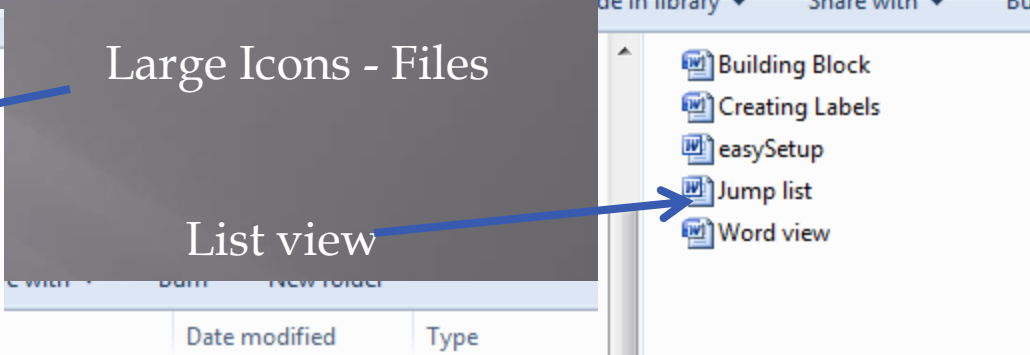 Large Icons - Files
List view
Share with
Building Block
Creating Labels
easySetup
Jump list
Word view
New folder
Date modified Type